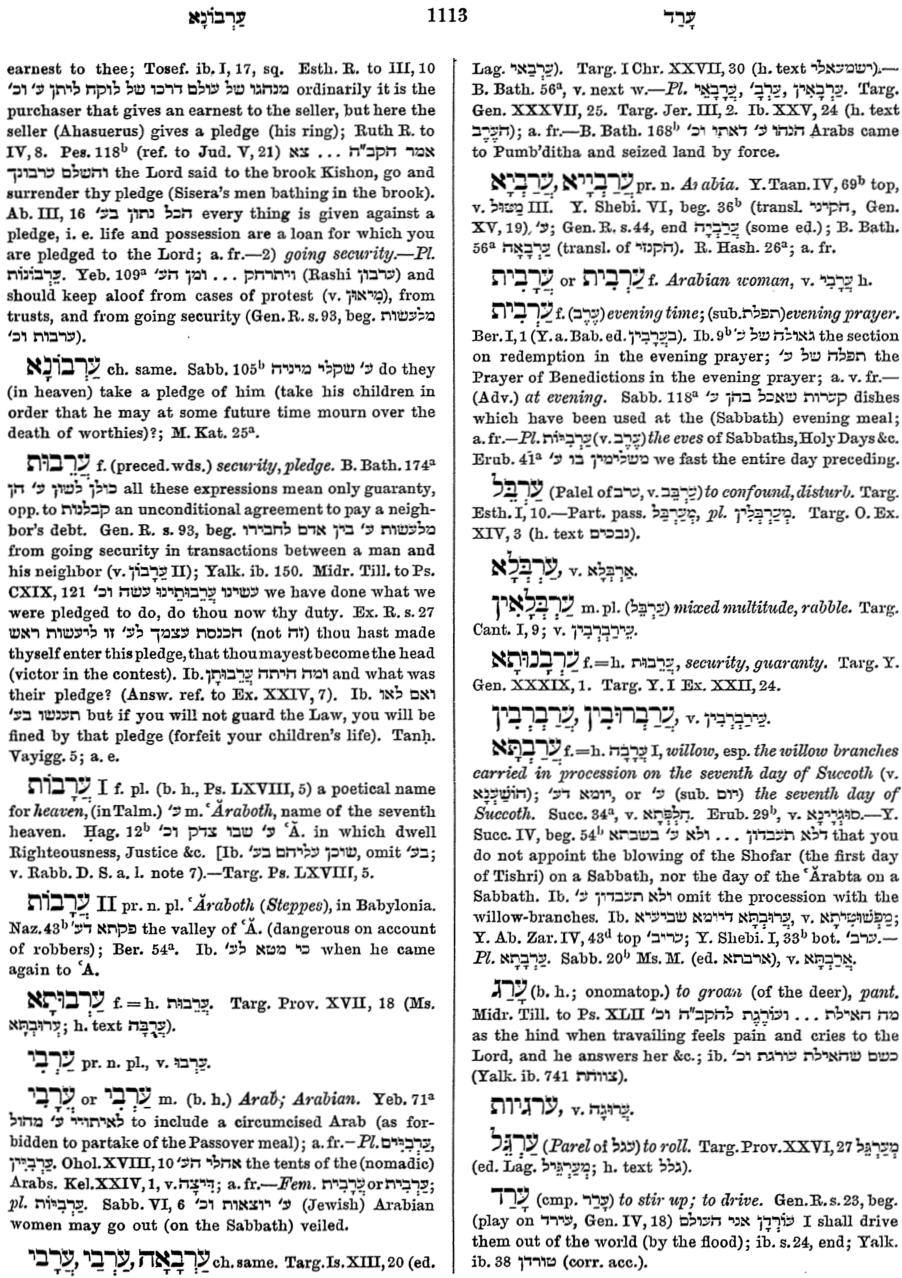 עַרְבוֹנָא 1113 עָרַד
earnest to thee; Tosef. ib. I, 17, sq. Esth. R. to III, 10
מנהגו של עולם דרכו של לוקח ליתן ע׳ וכ׳ ordinarily it is the
purchaser that gives an earnest to the seller, but here the
seller (Ahasuerus) gives a pledge (his ring); Ruth R. to
IV, 8. Pes. 118ᵇ (ref. to Jud. V, 21) אמר הקב״ה ... צא
והשלם ערבונך the Lord said to the brook Kishon, go and
surrender thy pledge (Sisera's men bathing in the brook).
Ab. III, 16 הכל נתון בע׳ every thing is given against a
pledge, i. e. life and possession are a loan for which you
are pledged to the Lord; a. fr.—2) going security.—Pl.
עֶרְבוֹנוֹת. Yeb. 109ᵃ ויתרחק ... ומן הע׳ (Rashi ערבון) and
should keep aloof from cases of protest (v. מֵיאוּן), from
trusts, and from going security (Gen. R. s. 93, beg. מלעשות
ערבות וכ׳).
עַרְבוֹנָא ch. same. Sabb. 105ᵇ ע׳ שקלי מיניה do they
(in heaven) take a pledge of him (take his children in
order that he may at some future time mourn over the
death of worthies)?; M. Kat. 25ᵃ.
עֲרֵבוּת f. (preced. wds.) security, pledge. B. Bath. 174ᵃ
כולן לשון ע׳ הן all these expressions mean only guaranty,
opp. to קבלנות an unconditional agreement to pay a neigh-
bor's debt. Gen. R. s. 93, beg. מלעשות ע׳ בין אדם לחבירו
from going security in transactions between a man and
his neighbor (v. עֵרָבוֹן II); Yalk. ib. 150. Midr. Till. to Ps.
CXIX, 121 עשינו עֲרֵבוּתֵינוּ עשה וכ׳ we have done what we
were pledged to do, do thou now thy duty. Ex. R. s. 27
הכנסת עצמך לע׳ זו ליעשות ראש (not זה) thou hast made
thyself enter this pledge, that thou mayest become the head
(victor in the contest). Ib. ומה היתה עֲרֵבוּתָן and what was
their pledge? (Answ. ref. to Ex. XXIV, 7). Ib. ואם לאו
תענשו בע׳ but if you will not guard the Law, you will be
fined by that pledge (forfeit your children's life). Tanḥ.
Vayigg. 5; a. e.
עֲרָבוֹת I f. pl. (b. h., Ps. LXVIII, 5) a poetical name
for heaven, (in Talm.) ע׳ m. ʿĂraboth, name of the seventh
heaven. Ḥag. 12ᵇ ע׳ שבו צדק וכ׳ ʿĂ. in which dwell
Righteousness, Justice &c. [Ib. שוכן עליהם בע׳, omit בע׳;
v. Rabb. D. S. a. l. note 7).—Targ. Ps. LXVIII, 5.
עֲרָבוֹת II pr. n. pl. ʿĂraboth (Steppes), in Babylonia.
Naz. 43ᵇ פקתא דע׳ the valley of ʿĂ. (dangerous on account
of robbers); Ber. 54ᵃ. Ib. כי מטא לע׳ when he came
again to ʿA.
עַרְבוּתָא f. = h. עֲרֵבוּת. Targ. Prov. XVII, 18 (Ms.
עֲרוּבְתָּא; h. text עֲרֻבָּה).
עַרְבִי pr. n. pl., v. עַרְבוּ.
עַרְבִי or עֲרָבִי m. (b. h.) Arab; Arabian. Yeb. 71ᵃ
לאיתויי ע׳ מהול to include a circumcised Arab (as for-
bidden to partake of the Passover meal); a. fr.—Pl. עַרְבִיִּים,
עַרְבִיִּין. Ohol. XVIII, 10 אהלי הע׳ the tents of the (nomadic)
Arabs. Kel. XXIV, 1, v. דִּיצָה; a. fr.—Fem. עַרְבִית or עֲרָבִית;
pl. עַרְבִיּוֹת. Sabb. VI, 6 ע׳ יוצאות וכ׳ (Jewish) Arabian
women may go out (on the Sabbath) veiled.
עַרְבָאָה, עַרְבַי, עֲרָבִי ch. same. Targ. Is. XIII, 20 (ed.
Lag. עַרְבַאי). Targ. I Chr. XXVII, 30 (h. text ישמעאלי).—
B. Bath. 56ᵃ, v. next w.—Pl. עַרְבָאִין, עַרְבָ׳, עֲרָבָאֵי. Targ.
Gen. XXXVII, 25. Targ. Jer. III, 2. Ib. XXV, 24 (h. text
הָעֶרֶב); a. fr.—B. Bath. 168ᵇ הנהו ע׳ דאתו וכ׳ Arabs came
to Pumb'ditha and seized land by force.
עַרְבְיָיא, עַרְבִיָא pr. n. Arabia. Y. Taan. IV, 69ᵇ top,
v. מְטוּל III. Y. Shebi. VI, beg. 36ᵇ (transl. הקיני, Gen.
XV, 19), ע׳; Gen. R. s. 44, end עֲרָבִיָּה (some ed.); B. Bath.
56ᵃ עַרְבָאָה (transl. of הקנזי). R. Hash. 26ᵃ; a. fr.
עַרְבִית or עֲרָבִית f. Arabian woman, v. עֲרָבִי h.
עַרְבִית f. (עֶרֶב) evening time; (sub. תפלת) evening prayer.
Ber. I, 1 (Y. a. Bab. ed. בְּעַרְבִין). Ib. 9ᵇ גאולה של ע׳ the section
on redemption in the evening prayer; תפלה של ע׳ the
Prayer of Benedictions in the evening prayer; a. v. fr.—
(Adv.) at evening. Sabb. 118ᵃ קערות שאכל בהן ע׳ dishes
which have been used at the (Sabbath) evening meal;
a. fr.—Pl. עַרְבִיּוֹת (v. עֶרֶב) the eves of Sabbaths, Holy Days &c.
Erub. 41ᵃ משלימין בו ע׳ we fast the entire day preceding.
עַרְבֵּל (Palel of ערב, v. עַרְבֵּב) to confound, disturb. Targ.
Esth. I, 10.—Part. pass. מְעַרְבַּל, pl. מְעַרְבְּלִין. Targ. O. Ex.
XIV, 3 (h. text נבכים).
עַרְבְּלָא, v. אַרְבְּלָא.
עַרְבְּלָאִין m. pl. (עַרְבֵּל) mixed multitude, rabble. Targ.
Cant. I, 9; v. עִירַבְרְבִין.
עַרְבָנוּתָא f. = h. עֲרֵבוּת, security, guaranty. Targ. Y.
Gen. XXXIX, 1. Targ. Y. I Ex. XXII, 24.
עֲרַבְרוּבִין, עֲרַבְרְבִין, v. עִירַבְרְבִין.
עֲרַבְתָּא f. = h. עֲרָבָה I, willow, esp. the willow branches
carried in procession on the seventh day of Succoth (v.
הוֹשַׁעְנָא); יומא דע׳, or ע׳ (sub. יום) the seventh day of
Succoth. Succ. 34ᵃ, v. חִלְפְּתָא. Erub. 29ᵇ, v. סוּגְרֵינָא.—Y.
Succ. IV, beg. 54ᵇ דלא תעבדון ... ולא ע׳ בשבתא that you
do not appoint the blowing of the Shofar (the first day
of Tishri) on a Sabbath, nor the day of the ʿĂrabta on a
Sabbath. Ib. ולא תעבדון ע׳ omit the procession with the
willow-branches. Ib. עֲרוּבְתָּא דיומא שביעיא, v. מַפְשׁוּטִיתָא;
Y. Ab. Zar. IV, 43ᵈ top עריב׳; Y. Shebi. I, 33ᵇ bot. ערב׳.—
Pl. עַרְבָתָא. Sabb. 20ᵇ Ms. M. (ed. ארבתא), v. אֲרַבְתָּא.
עָרַג (b. h.; onomatop.) to groan (of the deer), pant.
Midr. Till. to Ps. XLII מה האילת ... ועוֹרֶגֶת להקב״ה וכ׳
as the hind when travailing feels pain and cries to the
Lord, and he answers her &c.; ib. כשם שהאילת עורגת וכ׳
(Yalk. ib. 741 צווחת).
ערגיות, v. עֲרוּגָה.
עַרְגֵּל (Parel of עגל) to roll. Targ. Prov. XXVI, 27 מְעַרְגֵּל
(ed. Lag. מְעַרְגֵּיל; h. text גלל).
עָרַד (cmp. עֲרַר) to stir up; to drive. Gen. R. s. 23, beg.
(play on עירד, Gen. IV, 18) עוֹרְדָן אני העולם I shall drive
them out of the world (by the flood); ib. s. 24, end; Yalk.
ib. 38 טורדן (corr. acc.).